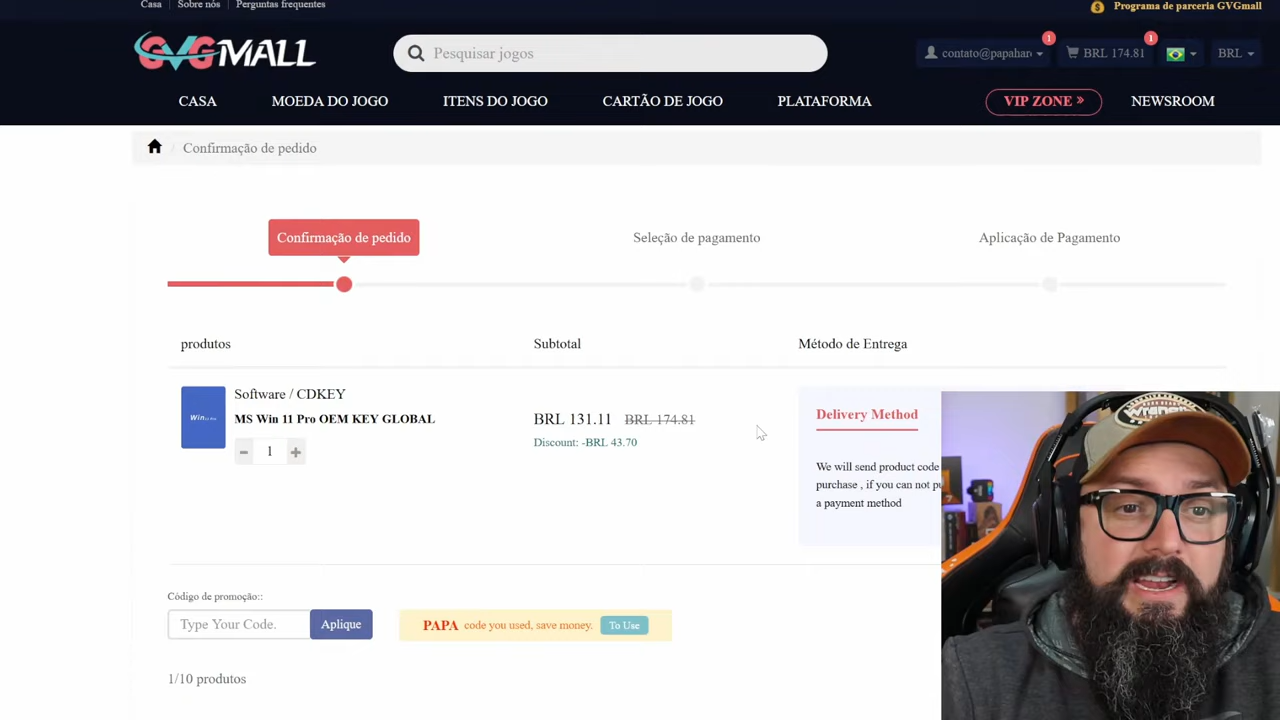 Casa Sobre nós Perguntas frequentes Programa de parceria GVGmall
GVGMALL Pesquisar jogos contato@papahar 1 BRL 174.81 1 BRL
CASA MOEDA DO JOGO ITENS DO JOGO CARTÃO DE JOGO PLATAFORMA VIP ZONE » NEWSROOM
Confirmação de pedido
Confirmação de pedido Seleção de pagamento Aplicação de Pagamento
produtos Subtotal Método de Entrega
Software / CDKEY
MS Win 11 Pro OEM KEY GLOBAL
- 1 +
BRL 131.11 BRL 174.81
Discount: -BRL 43.70
Delivery Method
We will send product code
purchase , if you can not
a payment method
Código de promoção::
Type Your Code. Aplique PAPA code you used, save money. To Use
1/10 produtos